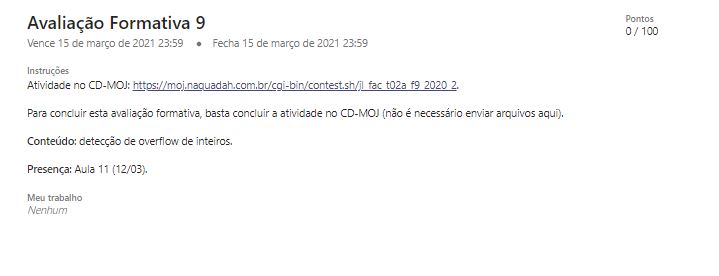 Avaliação Formativa 9
Pontos
Vence 15 de março de 2021 23:59 • Fecha 15 de março de 2021 23:59
0 / 100
Instruções
Atividade no CD-MOJ: https://moj.naquadah.com.br/cgi-bin/contest.sh/jl_fac_t02a_f9_2020_2.
Para concluir esta avaliação formativa, basta concluir a atividade no CD-MOJ (não é necessário enviar arquivos aqui).
Conteúdo: detecção de overflow de inteiros.
Presença: Aula 11 (12/03).
Meu trabalho
Nenhum